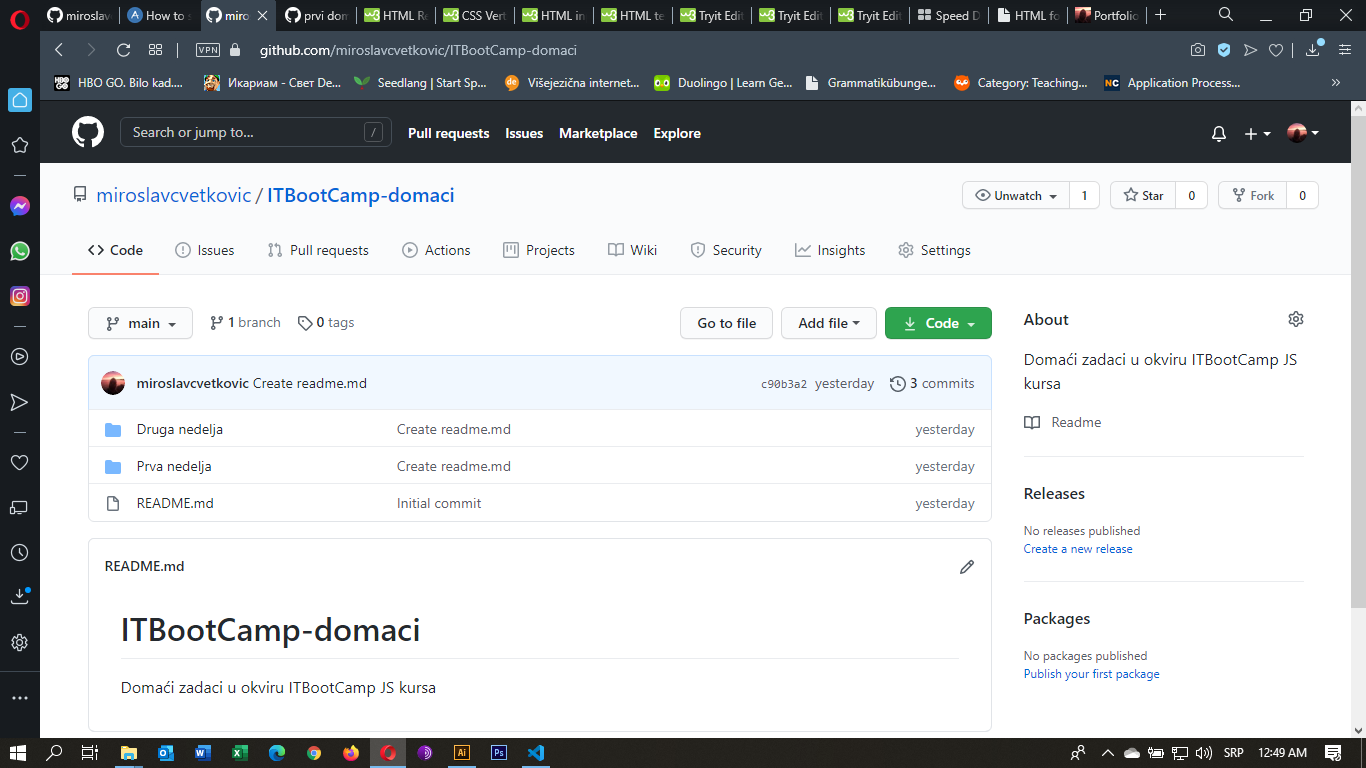 miroslav
How to s
miro
prvi dom
HTML Re
CSS Vert
HTML in
HTML te
Tryit Edit
Tryit Edit
Tryit Edit
Speed D
HTML fo
Portfolio
VPN
github.com/miroslavcvetkovic/ITBootCamp-domaci
HBO GO. Bilo kad....
Икариам - Свет De...
Seedlang | Start Sp...
Višejezična internet...
Duolingo | Learn Ge...
Grammatikübunge...
Category: Teaching...
Application Process...
Search or jump to...
/
Pull requests
Issues
Marketplace
Explore
miroslavcvetkovic / ITBootCamp-domaci
Unwatch
1
Star
0
Fork
0
Code
Issues
Pull requests
Actions
Projects
Wiki
Security
Insights
Settings
main
1 branch
0 tags
Go to file
Add file
Code
miroslavcvetkovic Create readme.md
c90b3a2 yesterday
3 commits
Druga nedelja
Create readme.md
yesterday
Prva nedelja
Create readme.md
yesterday
README.md
Initial commit
yesterday
README.md
ITBootCamp-domaci
Domaći zadaci u okviru ITBootCamp JS kursa
About
Domaći zadaci u okviru ITBootCamp JS
kursa
Readme
Releases
No releases published
Create a new release
Packages
No packages published
Publish your first package
SRP
12:49 AM